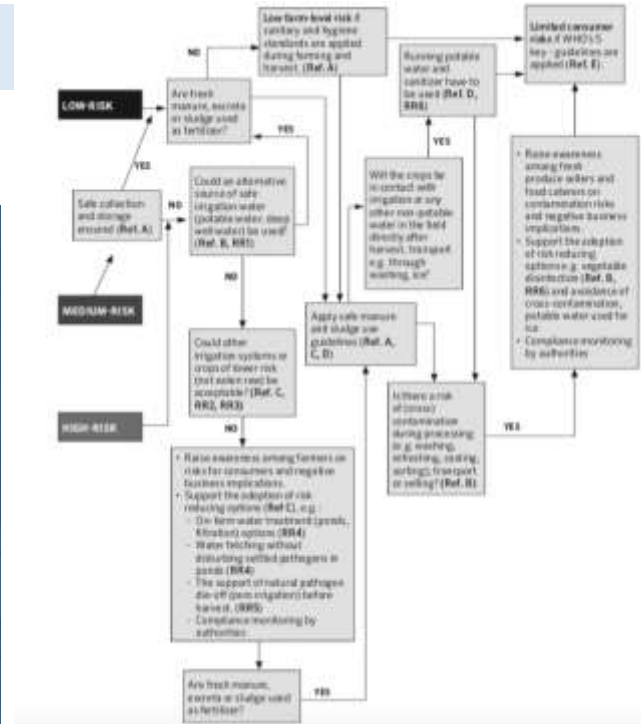 Low farm-level risk if
sanitary and hygiene
standards are applied
during farming and
harvest. (Ref. A)
Limited consumer
risks if WHO's 5
key - guidelines are
applied (Ref. E)
Running potable
water and
sanitizer have to
be used (Ref. D,
RR6)
NO
LOW-RISK
Are fresh
manure, excreta
or sludge used
as fertilizer?
YES
YES
Safe collection
and storage
ensured (Ref. A)
NO
Could an alternative
source of safe
irrigation water
(potable water, deep
well water) be used?
(Ref. B, RR1)
YES
Will the crops be
in contact with
irrigation or any
other non-potable
water in the field
directly after
harvest, transport
e.g. through
washing, ice?
• Raise awareness
among fresh
produce sellers and
food caterers on
contamination risks
and negative business
implications
• Support the adoption
of risk reducing
options e.g. vegetable
disinfection (Ref. B,
RR6) and avoidance of
cross-contamination,
potable water used for
ice
• Compliance monitoring
by authorities
NO
MEDIUM-RISK
Apply safe manure
and sludge use
guidelines (Ref. A,
C, D)
Could other
irrigation systems or
crops of lower risk
(not eaten raw) be
acceptable? (Ref. C,
RR2, RR3)
HIGH-RISK
NO
Is there a risk
of (cross)
contamination
during processing
(e.g. washing,
refreshing, cooling,
sorting), transport
or selling? (Ref. B)
YES
• Raise awareness among farmers on
risks for consumers and negative
business implications.
• Support the adoption of risk
reducing options (Ref C), e.g.:
- On-farm water treatment (ponds,
filtration) options (RR4)
- Water fetching without
disturbing settled pathogens in
ponds (RR4)
- The support of natural pathogen
die-off (pre-irrigation) before
harvest. (RR5)
- Compliance monitoring by
authorities
Are fresh manure,
excreta or sludge used
as fertilizer?
YES